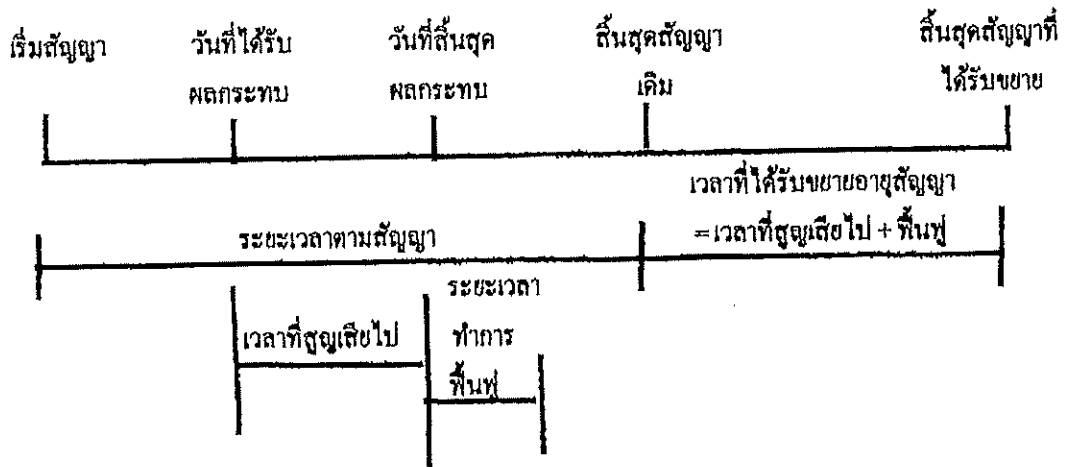 เริ่มสัญญา
วันที่ได้รับ
ผลกระทบ
วันที่สิ้นสุด
ผลกระทบ
สิ้นสุดสัญญา
เดิม
สิ้นสุดสัญญาที่
ได้รับขยาย
เวลาที่ได้รับขยายอายุสัญญา
=เวลาที่สูญเสียไป + ฟื้นฟู
ระยะเวลาตามสัญญา
เวลาที่สูญเสียไป
ระยะเวลา
ทำการ
ฟื้นฟู